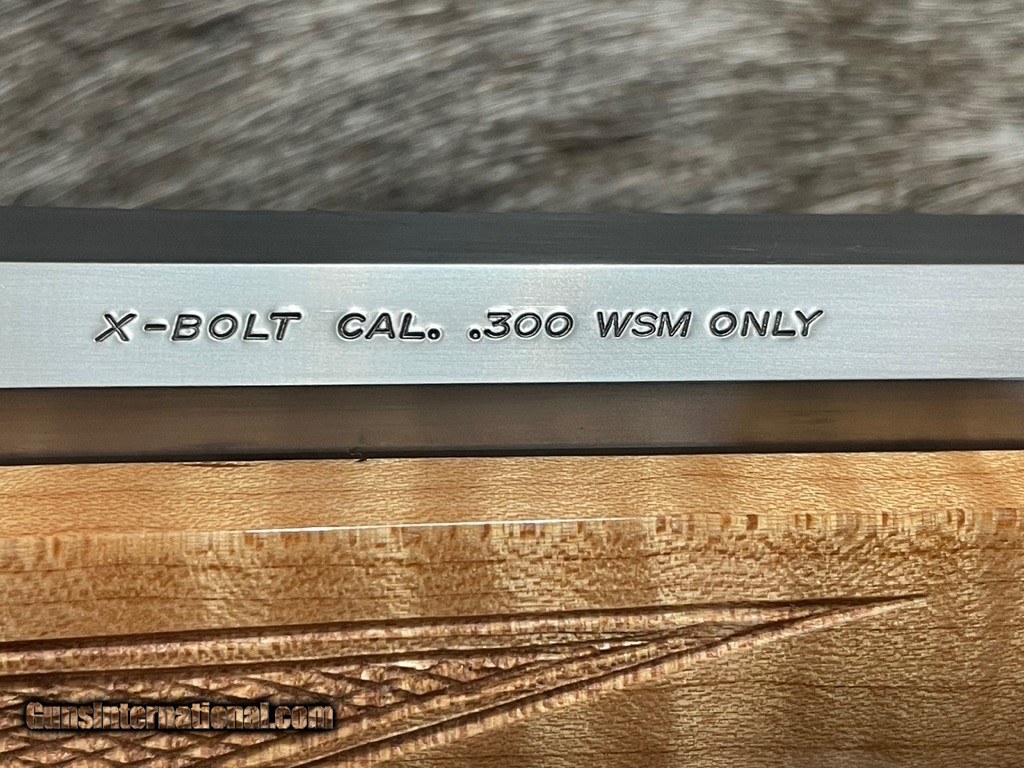 X-BOLT CAL. .300 WSM ONLY
GunsInternational.com